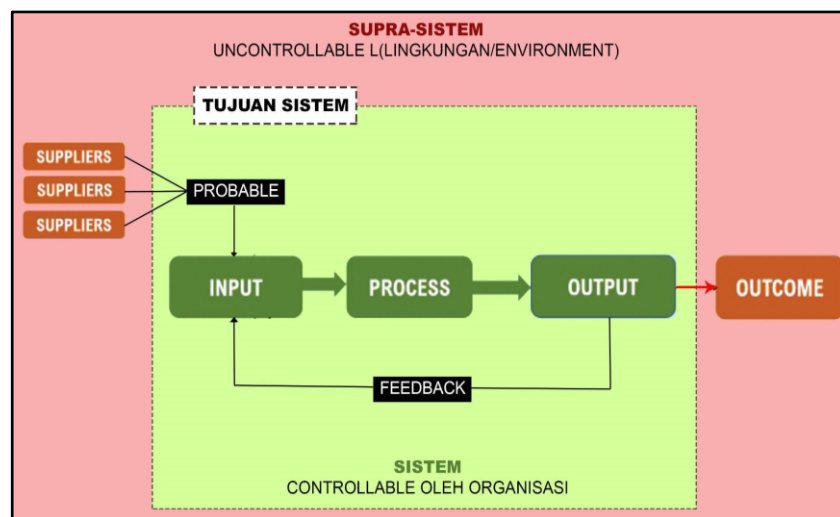 SUPRA-SISTEM
UNCONTROLLABLE L(LINGKUNGAN/ENVIRONMENT)
TUJUAN SISTEM
SUPPLIERS
SUPPLIERS
SUPPLIERS
PROBABLE
INPUT
PROCESS
OUTPUT
OUTCOME
FEEDBACK
SISTEM
CONTROLLABLE OLEH ORGANISASI